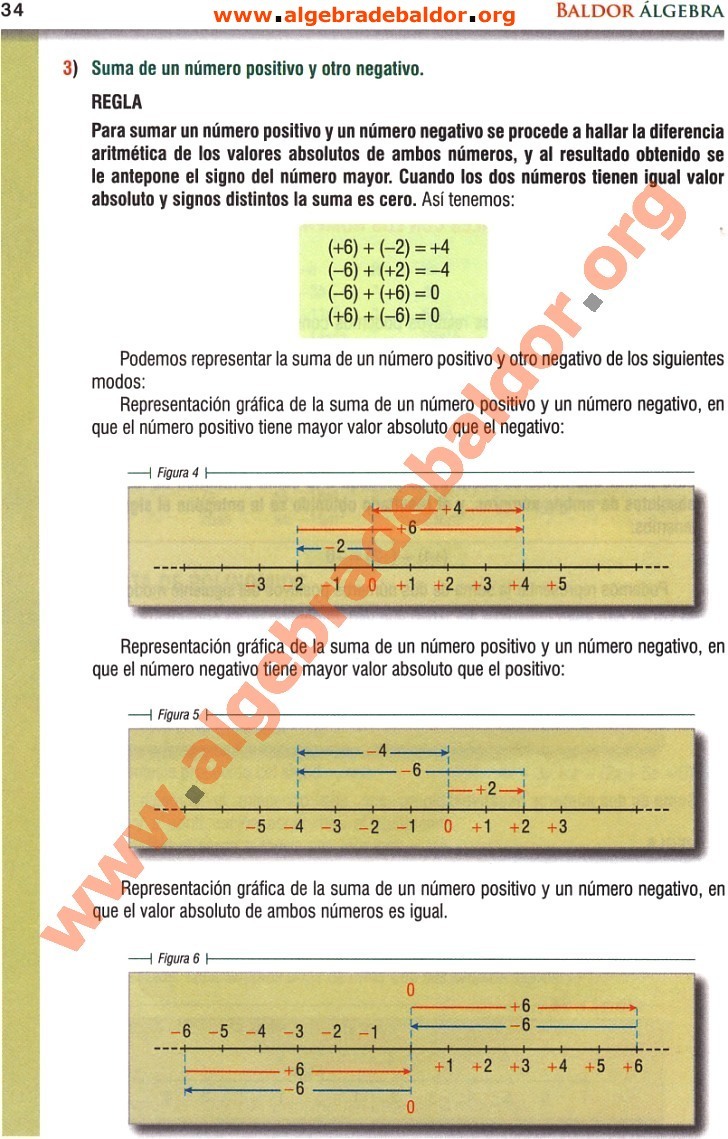 34
www.algebradebaldor.org
BALDOR ÁLGEBRA
3) Suma de un número positivo y otro negativo.
REGLA
Para sumar un número positivo y un número negativo se procede a hallar la diferencia
aritmética de los valores absolutos de ambos números, y al resultado obtenido se
le antepone el signo del número mayor. Cuando los dos números tienen igual valor
absoluto y signos distintos la suma es cero. Así tenemos:
(+6) + (–2) = +4
(–6) + (+2) = –4
(–6) + (+6) = 0
(+6) + (–6) = 0
Podemos representar la suma de un número positivo y otro negativo de los siguientes
modos:
Representación gráfica de la suma de un número positivo y un número negativo, en
que el número positivo tiene mayor valor absoluto que el negativo:
Figura 4
+4
+6
–2
–3 –2 –1 0 +1 +2 +3 +4 +5
Representación gráfica de la suma de un número positivo y un número negativo, en
que el número negativo tiene mayor valor absoluto que el positivo:
Figura 5
–4
–6
+2
–5 –4 –3 –2 –1 0 +1 +2 +3
Representación gráfica de la suma de un número positivo y un número negativo, en
que el valor absoluto de ambos números es igual.
Figura 6
0
+6
–6
–6 –5 –4 –3 –2 –1
+1 +2 +3 +4 +5 +6
+6
–6
0
www.algebradebaldor.org